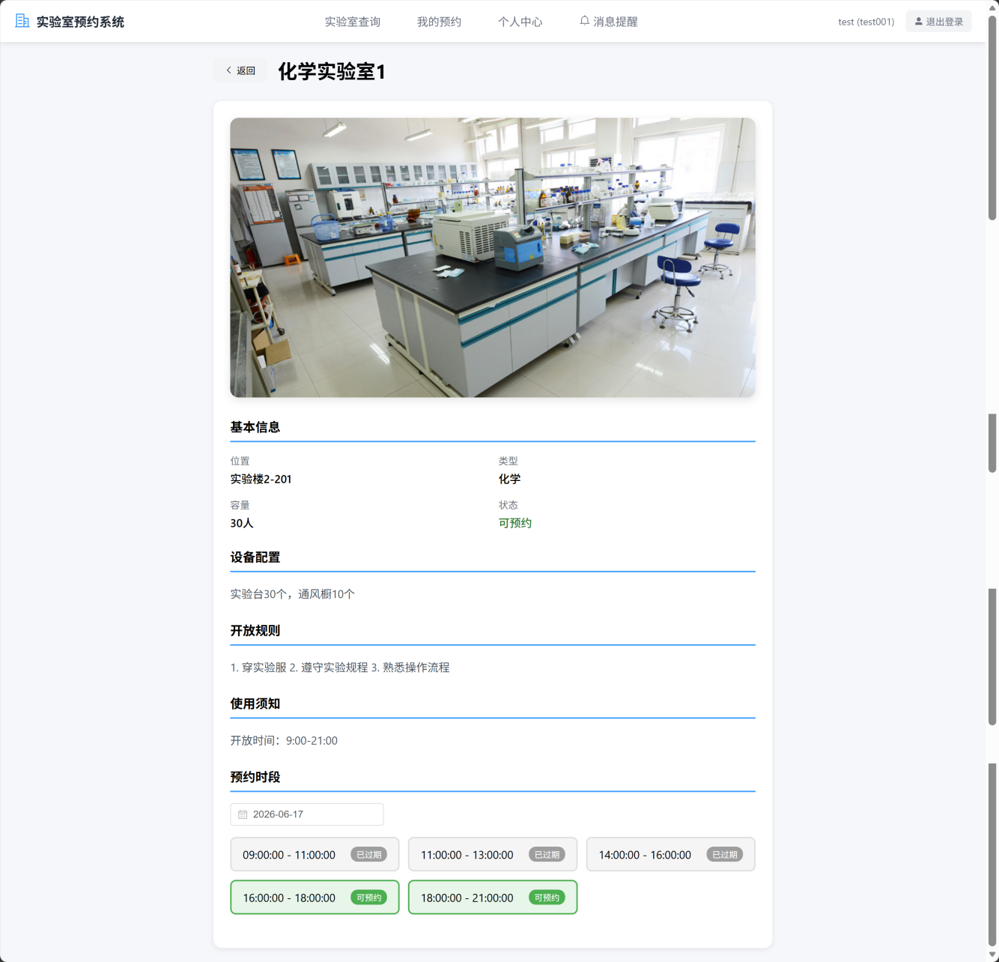 实验室预约系统 实验室查询 我的预约 个人中心 消息提醒 test (test001) 退出登录
返回 化学实验室1
基本信息
位置 类型
实验楼2-201 化学
容量 状态
30人 可预约
设备配置
实验台30个，通风橱10个
开放规则
1. 穿实验服 2. 遵守实验规程 3. 熟悉操作流程
使用须知
开放时间：9:00-21:00
预约时段
2026-06-17
09:00:00 - 11:00:00 已过期 11:00:00 - 13:00:00 已过期 14:00:00 - 16:00:00 已过期
16:00:00 - 18:00:00 可预约 18:00:00 - 21:00:00 可预约